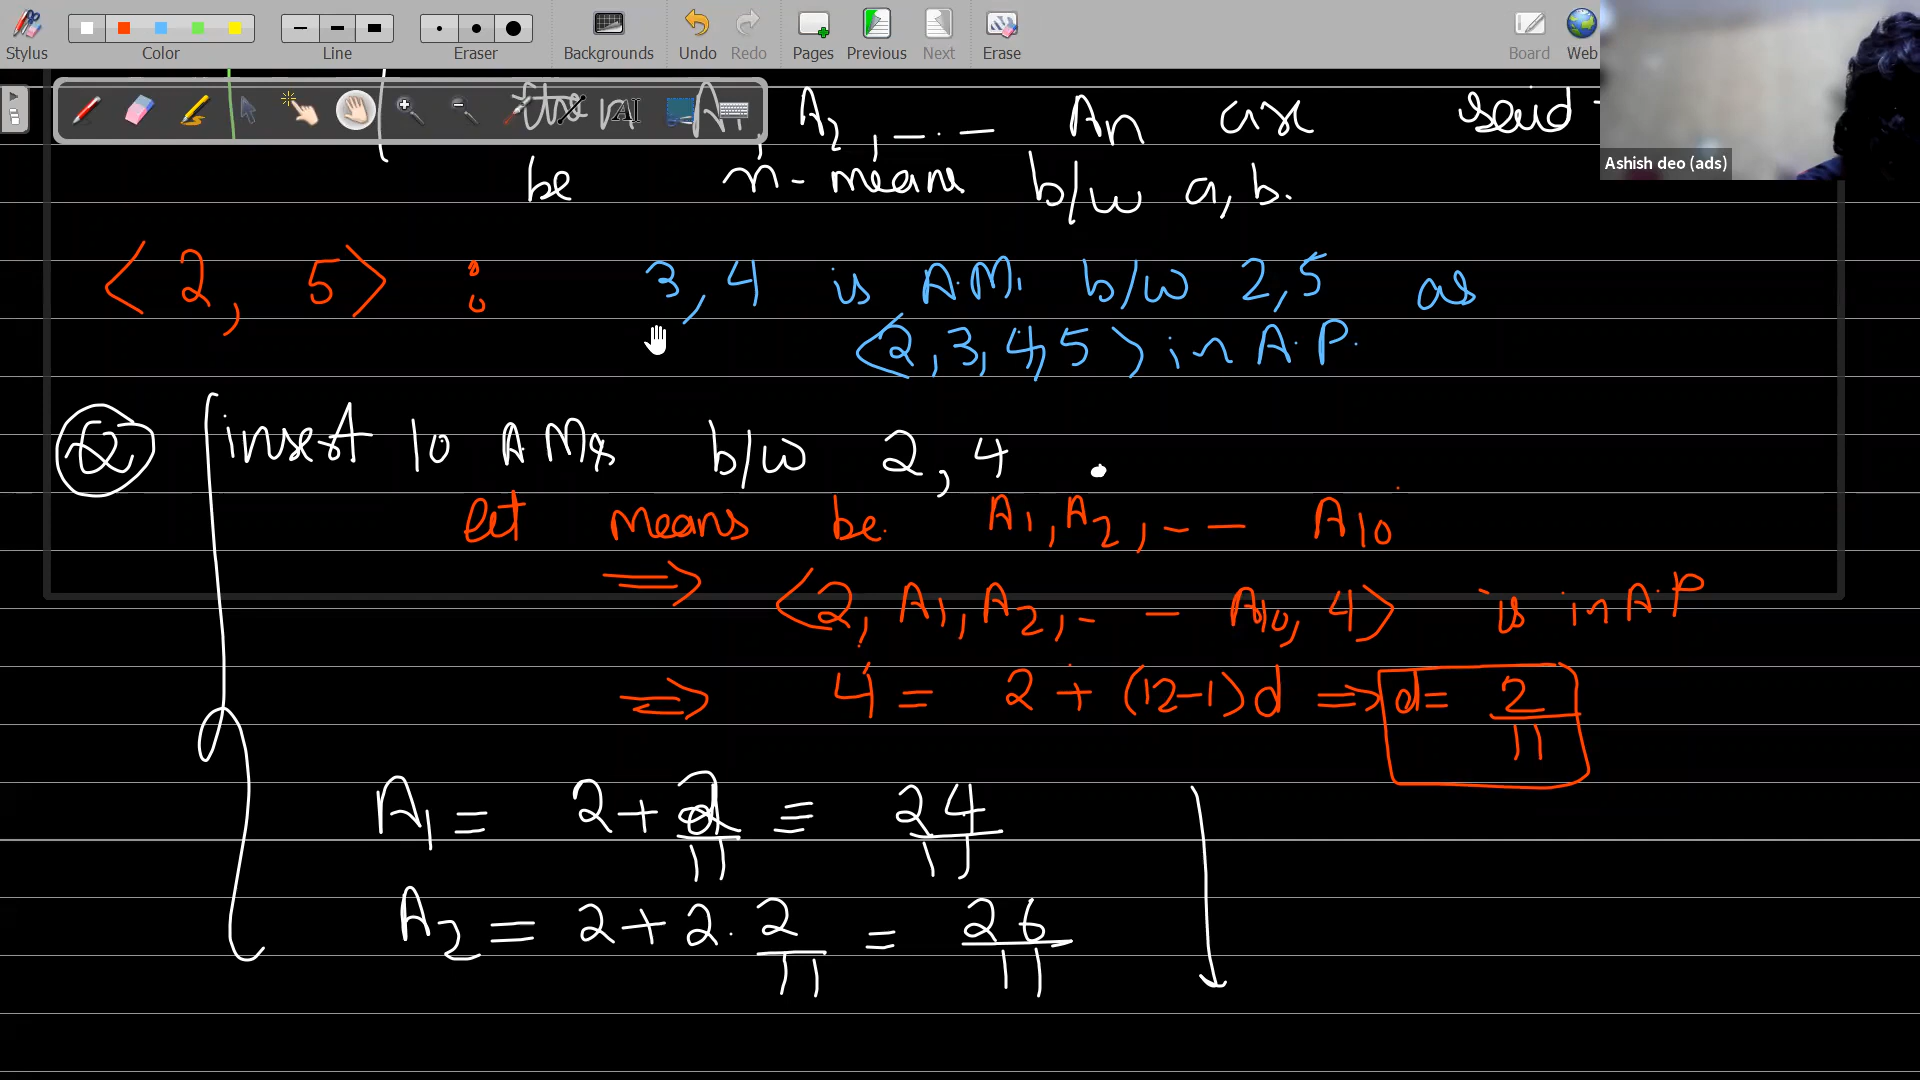 Stylus Color Line Eraser Backgrounds Undo Redo Pages Previous Next Erase Board Web
Ashish deo (ads)
A1, A2, -.- An are said
be n-means b/w a, b.
<2, 5> : 3, 4 is A.M. b/w 2,5 as
<2,3,4,5> in A.P.
Q insert 10 AMs b/w 2, 4 .
let means be. A1, A2, -- A10
=> <2, A1, A2, - - A10, 4> is in A.P
=> 4 = 2 + (12-1)d => d = 2/11
A1 = 2 + 2/11 = 24/11
A2 = 2 + 2.2/11 = 26/11